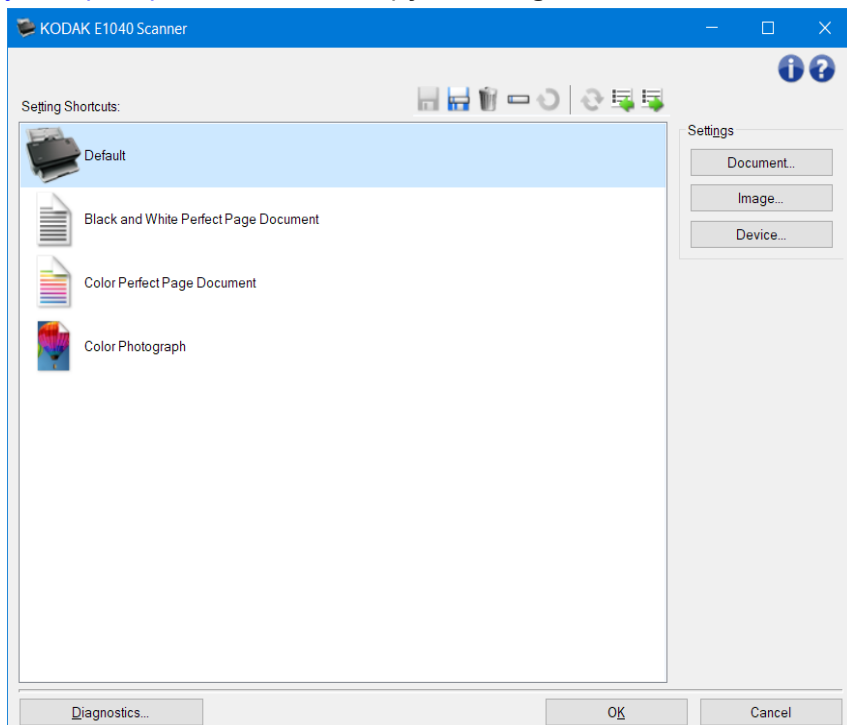 KODAK E1040 Scanner
Setting Shortcuts:
Default
Black and White Perfect Page Document
Color Perfect Page Document
Color Photograph
Settings
Document...
Image...
Device...
Diagnostics...
OK
Cancel